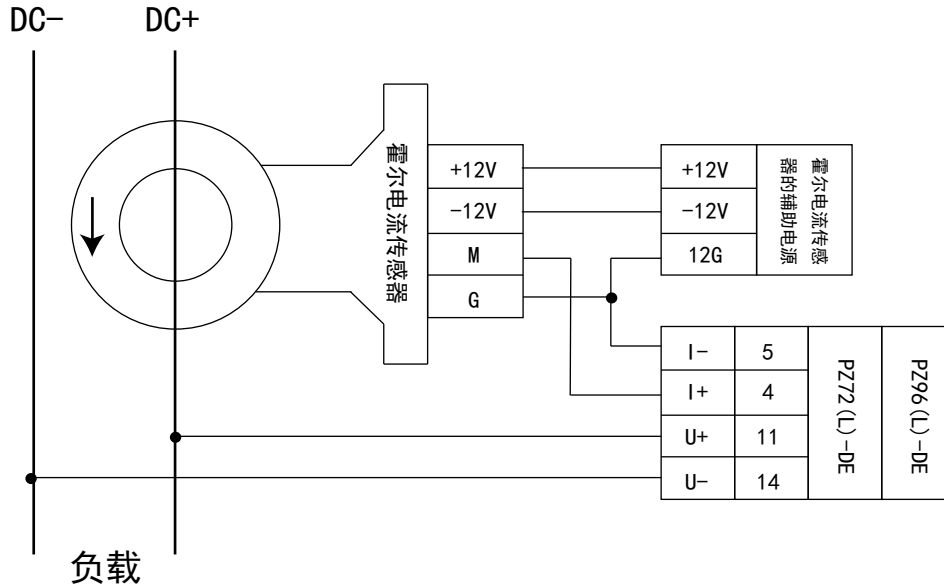 DC-
DC+
霍尔电流传感器
+12V
-12V
M
G
+12V
-12V
12G
霍尔电流传感
器的辅助电源
I-
5
I+
4
U+
11
U-
14
PZ72(L)-DE
PZ96(L)-DE
负载